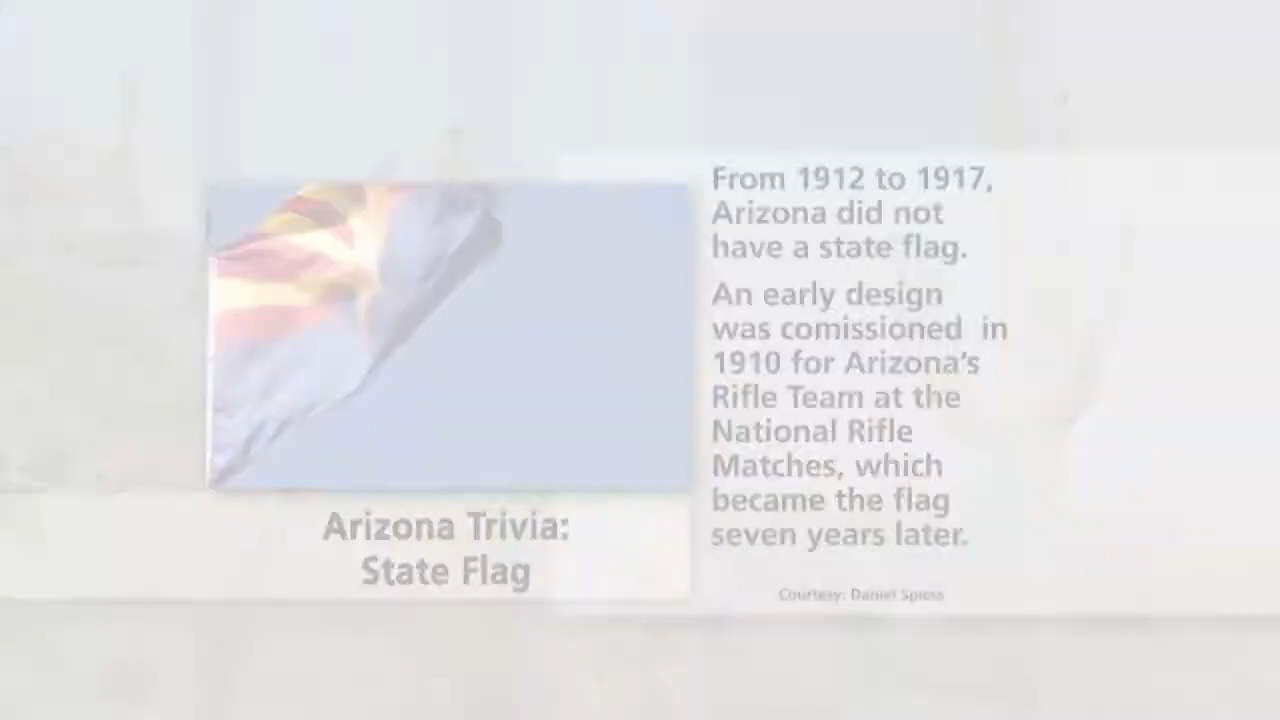 From 1912 to 1917,
Arizona did not
have a state flag.
An early design
was comissioned  in
1910 for Arizona's
Rifle Team at the
National Rifle
Matches, which
became the flag
seven years later.
Arizona Trivia:
State Flag
Courtesy: Daniel Spiess